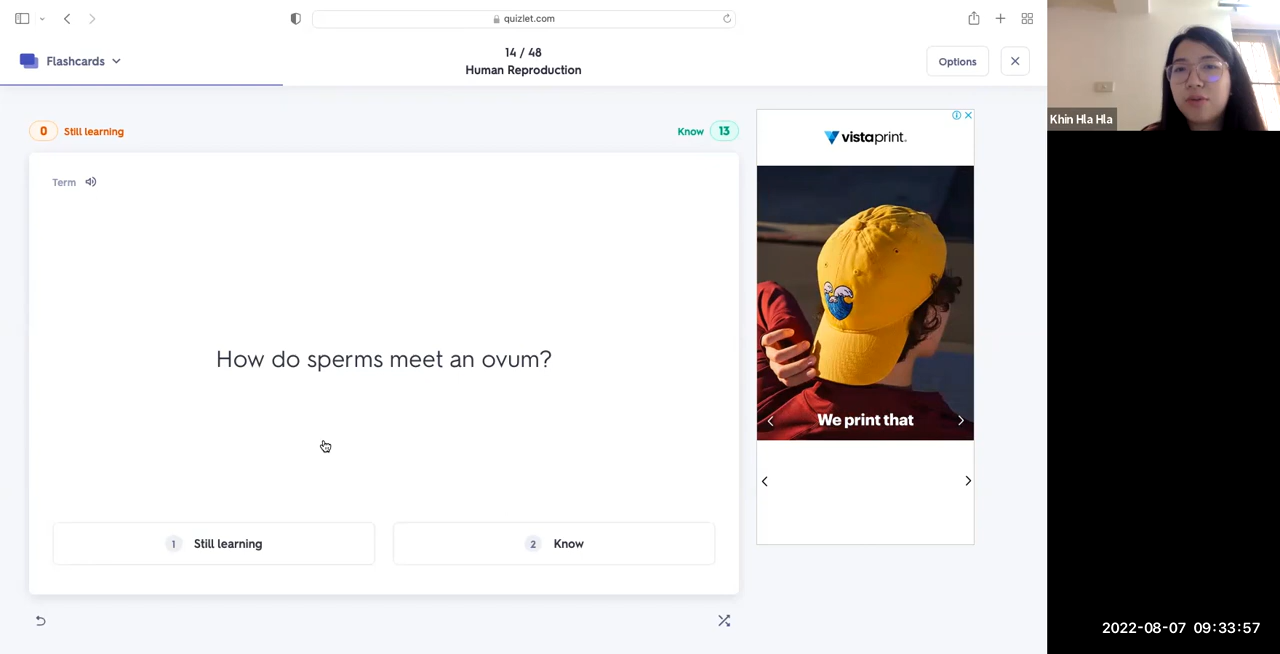 quizlet.com
Flashcards
14 / 48
Human Reproduction
Options
0 Still learning
Know 13
Term
How do sperms meet an ovum?
1 Still learning
2 Know
vistaprint.
We print that
Khin Hla Hla
2022-08-07 09:33:57